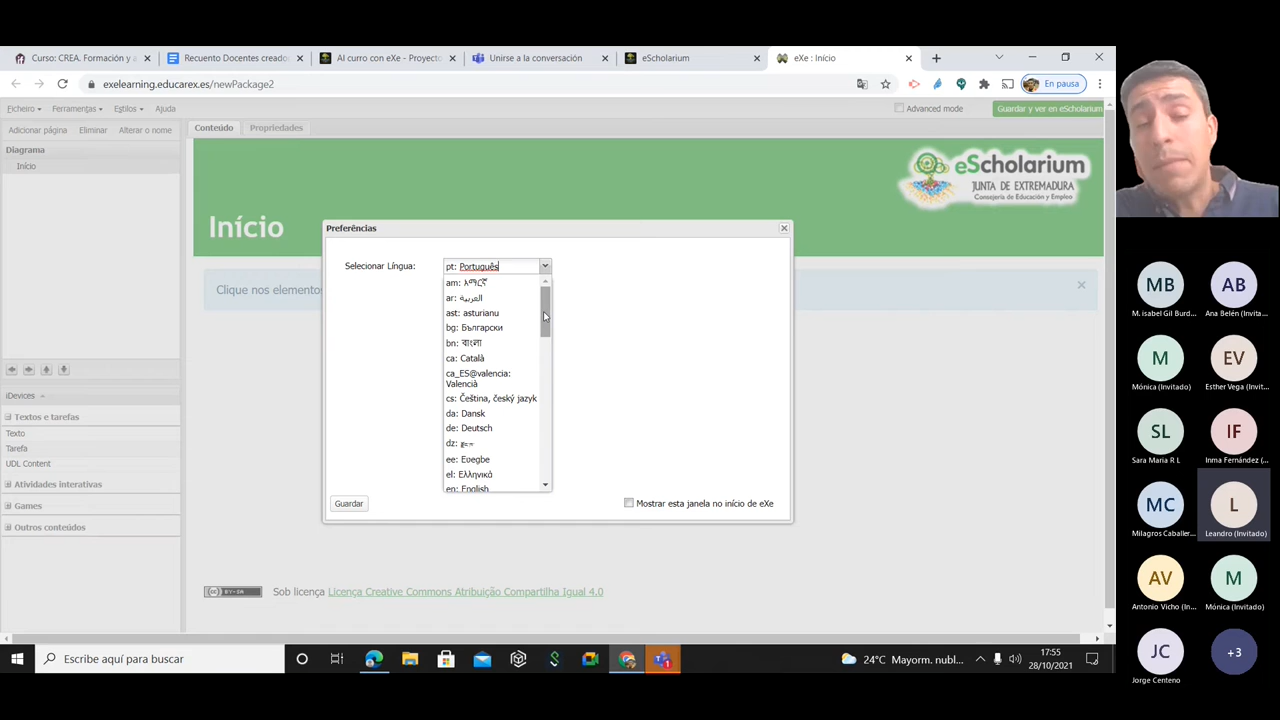 Curso: CREA. Formación y a
Recuento Docentes creado
Al curro con eXe - Proyecto
Unirse a la conversación
eScholarium
eXe : Início
exelearning.educarex.es/newPackage2
En pausa
Ficheiro
Ferramentas
Estilos
Ajuda
Advanced mode
Guardar y ver en eScholarium
Adicionar página
Eliminar
Alterar o nome
Conteúdo
Propriedades
Diagrama
Início
eScholarium
JUNTA DE EXTREMADURA
Consejería de Educación y Empleo
Início
Preferências
Selecionar Língua:
pt: Português
Clique nos elemento
am: አማርኛ
ar: العربية
ast: asturianu
bg: Български
bn: বাংলা
ca: Català
ca_ES@valencia:
Valencià
cs: Čeština, český jazyk
da: Dansk
de: Deutsch
dz: རྫོང་ཁ
ee: Eʋegbe
el: Ελληνικά
en: English
Guardar
Mostrar esta janela no início de eXe
iDevices
Textos e tarefas
Texto
Tarefa
UDL Content
Atividades interativas
Games
Outros conteúdos
BY-SA
Sob licença Licença Creative Commons Atribuição Compartilha Igual 4.0
Escribe aquí para buscar
24°C Mayorm. nubl...
17:55
28/10/2021
MB
M. isabel Gil Burd...
AB
Ana Belén (Invita...
M
Mónica (Invitado)
EV
Esther Vega (Invit...
SL
Sara Maria R L
IF
Inma Fernández (...
MC
Milagros Caballer...
L
Leandro (Invitado)
AV
Antonio Vicho (In...
M
Mónica (Invitado)
JC
Jorge Centeno
+3